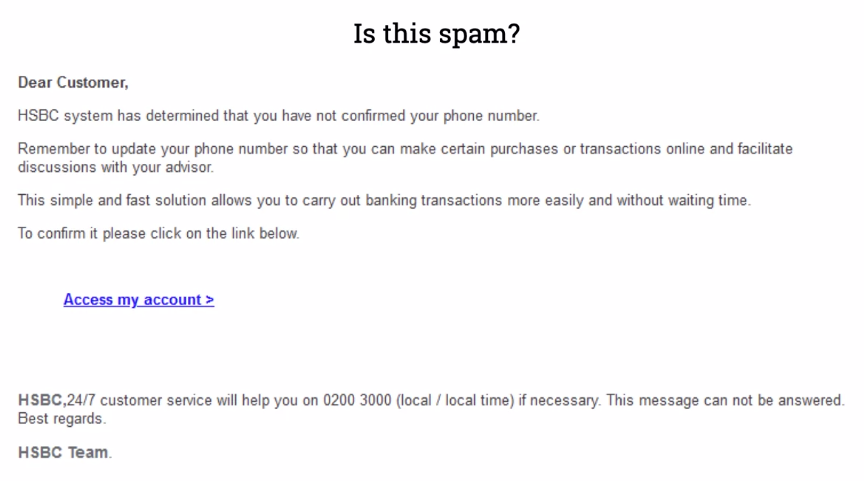 Is this spam?
Dear Customer,
HSBC system has determined that you have not confirmed your phone number.
Remember to update your phone number so that you can make certain purchases or transactions online and facilitate
discussions with your advisor.
This simple and fast solution allows you to carry out banking transactions more easily and without waiting time.
To confirm it please click on the link below.
Access my account >
HSBC,24/7 customer service will help you on 0200 3000 (local / local time) if necessary. This message can not be answered.
Best regards.
HSBC Team.